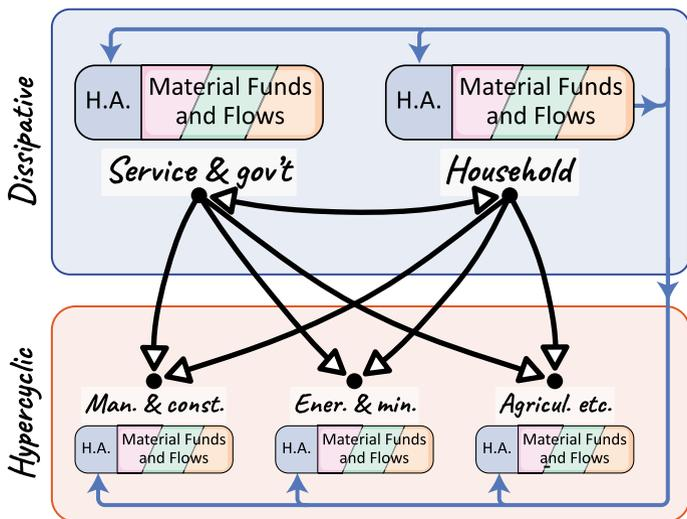 Dissipative
H.A.
Material Funds
and Flows
H.A.
Material Funds
and Flows
Service & gov't
Household
Hypercyclic
Man. & const.
Ener. & min.
Agricul. etc.
H.A.
Material Funds
and Flows
H.A.
Material Funds
and Flows
H.A.
Material Funds
and Flows